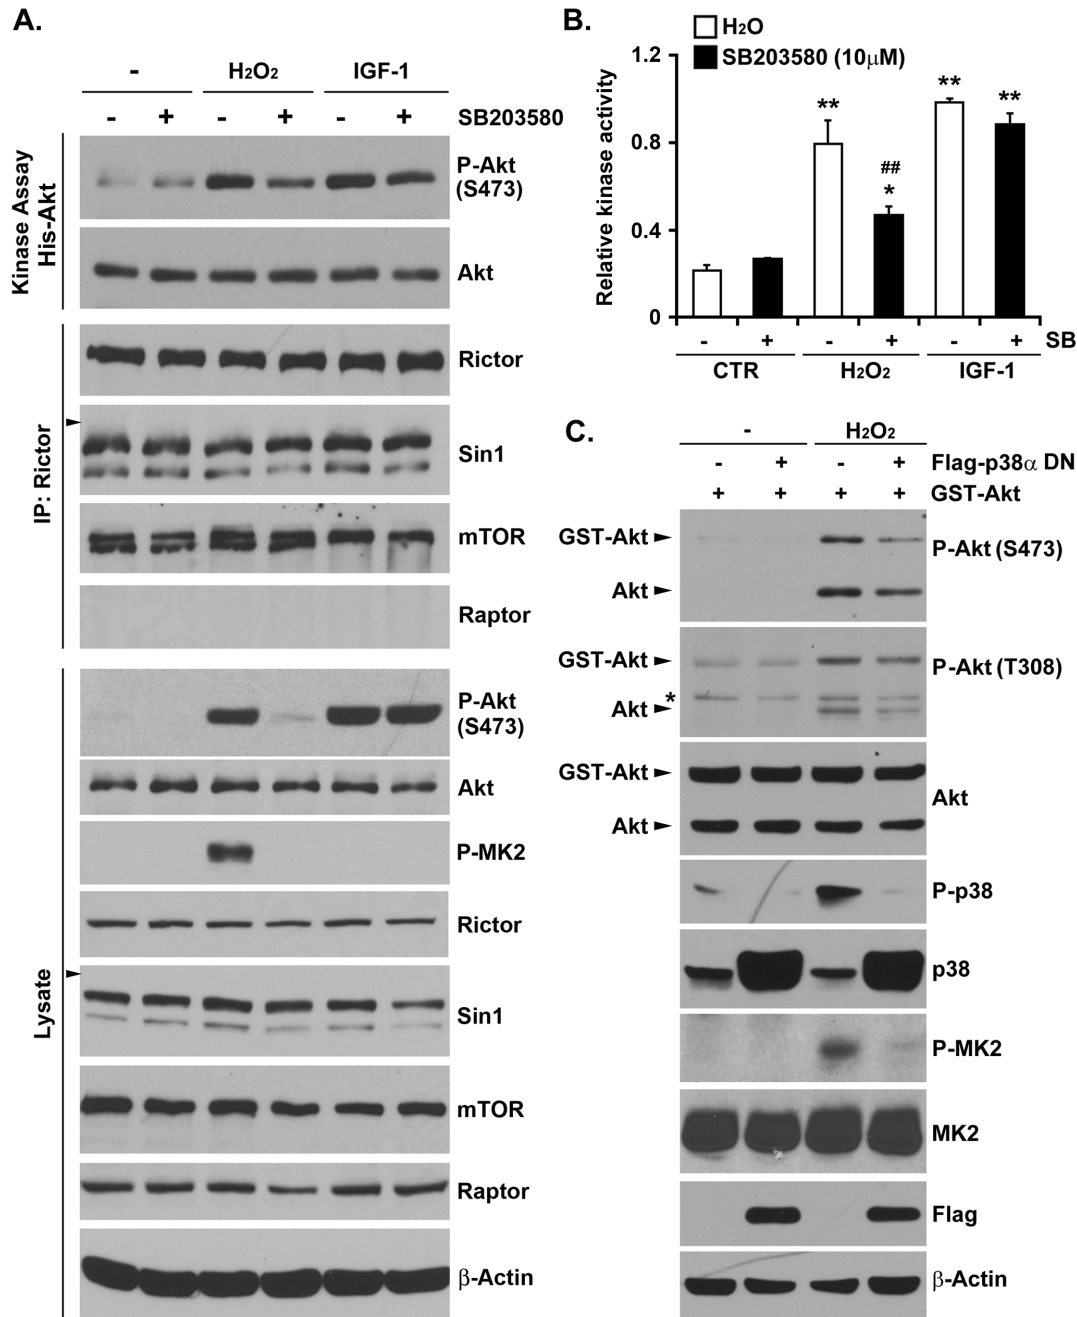 A.
- H2O2 IGF-1
- + - + - + SB203580
Kinase Assay
His-Akt
P-Akt
(S473)
Akt
IP: Rictor
Rictor
Sin1
mTOR
Raptor
Lysate
P-Akt
(S473)
Akt
P-MK2
Rictor
Sin1
mTOR
Raptor
β-Actin
B.
H2O
SB203580 (10μM)
Relative kinase activity
1.2
0.8
0.4
0
** ## * ** **
- + - + - + SB
CTR H2O2 IGF-1
C.
- H2O2
- + - + Flag-p38α DN
+ + + + GST-Akt
GST-Akt
Akt
P-Akt (S473)
GST-Akt
*
Akt
P-Akt (T308)
GST-Akt
Akt
Akt
P-p38
p38
P-MK2
MK2
Flag
β-Actin